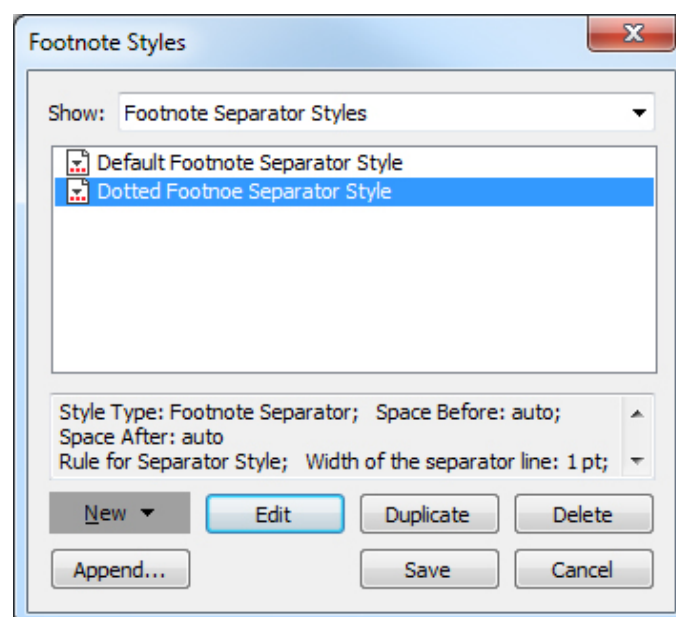 Footnote Styles
Show: Footnote Separator Styles
Default Footnote Separator Style
Dotted Footnoe Separator Style
Style Type: Footnote Separator; Space Before: auto;
Space After: auto
Rule for Separator Style; Width of the separator line: 1 pt;
New Edit Duplicate Delete
Append... Save Cancel